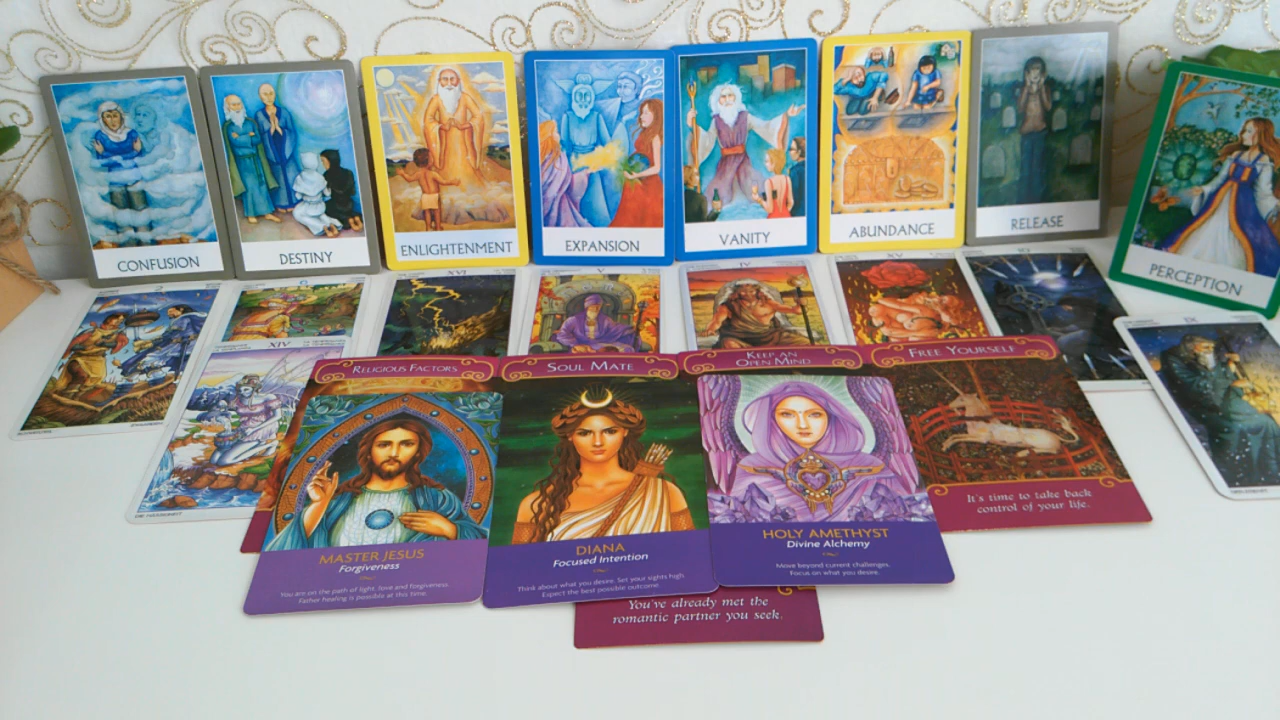 CONFUSION
DESTINY
ENLIGHTENMENT
EXPANSION
VANITY
ABUNDANCE
RELEASE
PERCEPTION
XVI
V
IV
XV
IX
XIV
RELIGIOUS FACTORS
SOUL MATE
KEEP AN
OPEN MIND
FREE YOURSELF
It's time to take back
control of your life.
MASTER JESUS
Forgiveness
You are on the path of light, love and forgiveness
Father healing is possible at this time.
DIANA
Focused Intention
Think about what you desire. Set your sights high.
Expect the best possible outcome.
HOLY AMETHYST
Divine Alchemy
Move beyond current challenges.
Focus on what you desire.
You've already met the
romantic partner you seek.